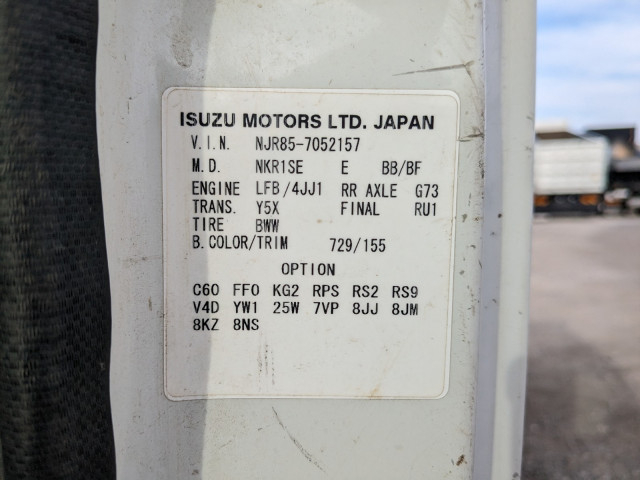 ISUZU MOTORS LTD. JAPAN
V.I.N. NJR85-7052157
M.D. NKR1SE E BB/BF
ENGINE LFB/4JJ1 RR AXLE G73
TRANS. Y5X FINAL RU1
TIRE BWW
B.COLOR/TRIM 729/155
OPTION
C60 FF0 KG2 RPS RS2 RS9
V4D YW1 25W 7VP 8JJ 8JM
8KZ 8NS